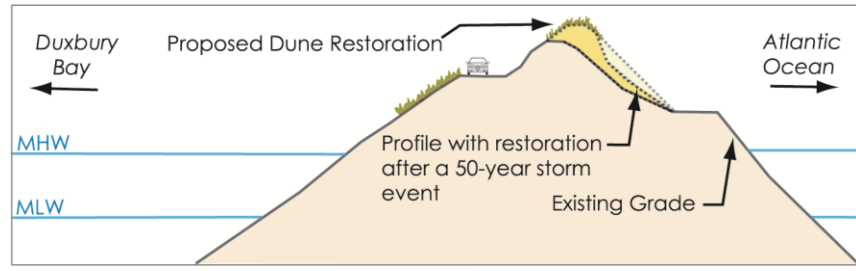 Duxbury
Bay
Proposed Dune Restoration
Atlantic
Ocean
MHW
Profile with restoration
after a 50-year storm
event
Existing Grade
MLW